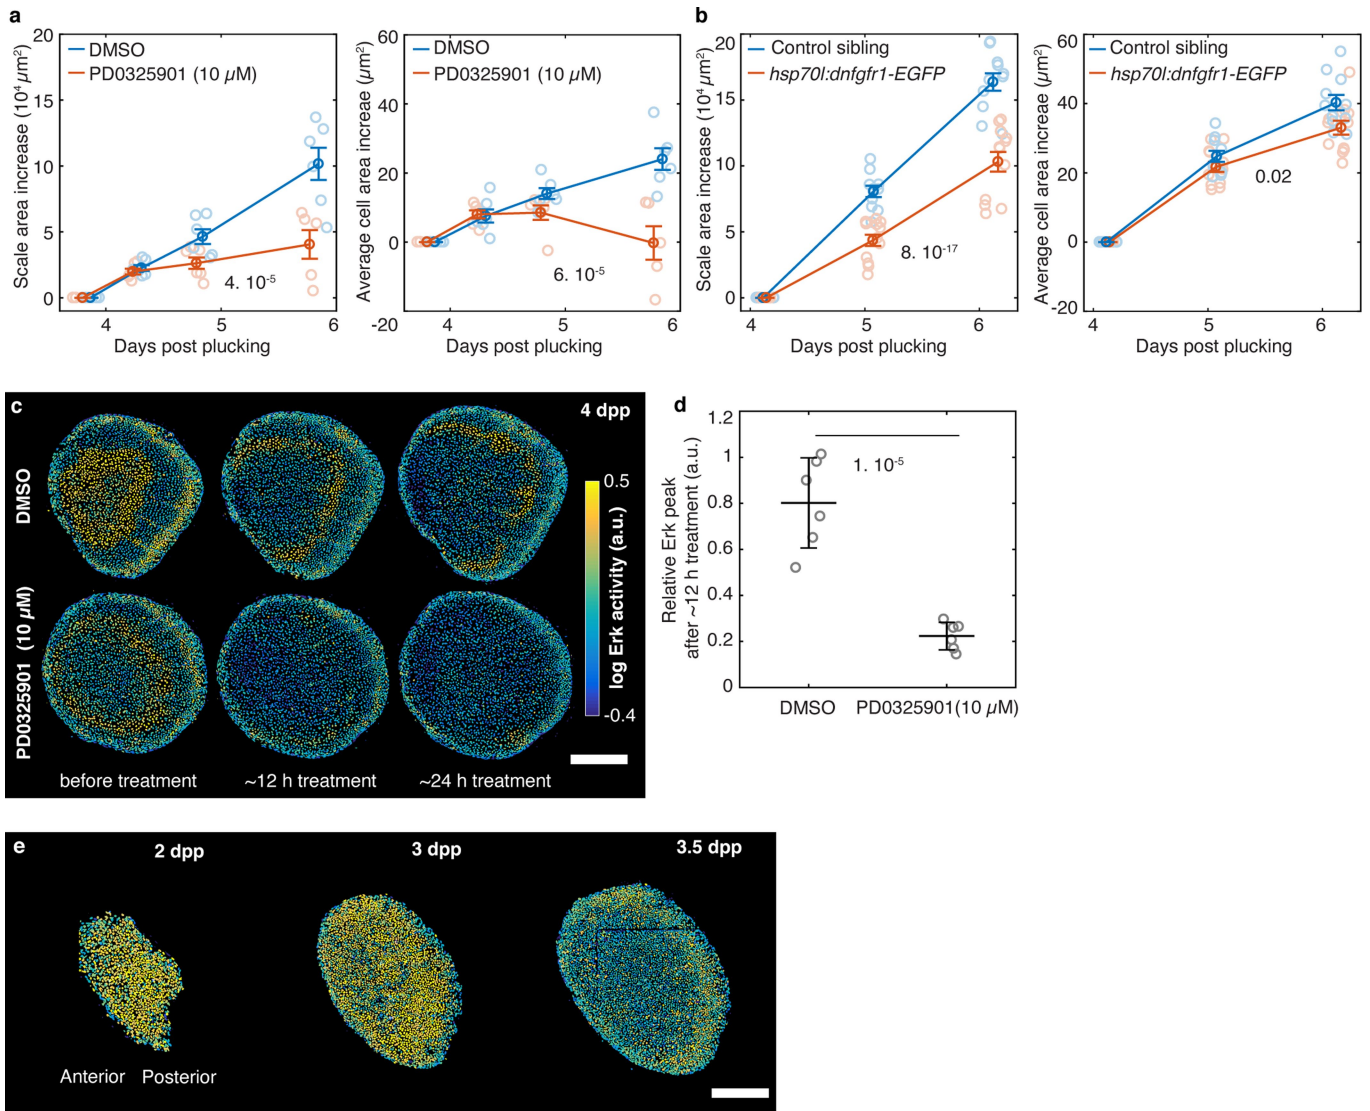 a
Scale area increase (10⁴ µm²)
20
15
10
5
0
DMSO
PD0325901 (10 µM)
4. 10⁻⁵
4
5
6
Days post plucking
Average cell area increase (µm²)
60
40
20
0
-20
DMSO
PD0325901 (10 µM)
6. 10⁻⁵
4
5
6
Days post plucking
b
Scale area increase (10⁴ µm²)
20
15
10
5
0
Control sibling
hsp70l:dnfgfr1-EGFP
8. 10⁻¹⁷
4
5
6
Days post plucking
Average cell area increae (µm²)
60
40
20
0
-20
Control sibling
hsp70l:dnfgfr1-EGFP
0.02
4
5
6
Days post plucking
c
4 dpp
DMSO
PD0325901 (10 µM)
0.5
log Erk activity (a.u.)
-0.4
before treatment
~12 h treatment
~24 h treatment
d
Relative Erk peak
after ~12 h treatment (a.u.)
1.2
1
0.8
0.6
0.4
0.2
0
1. 10⁻⁵
DMSO
PD0325901(10 µM)
e
2 dpp
3 dpp
3.5 dpp
Anterior
Posterior